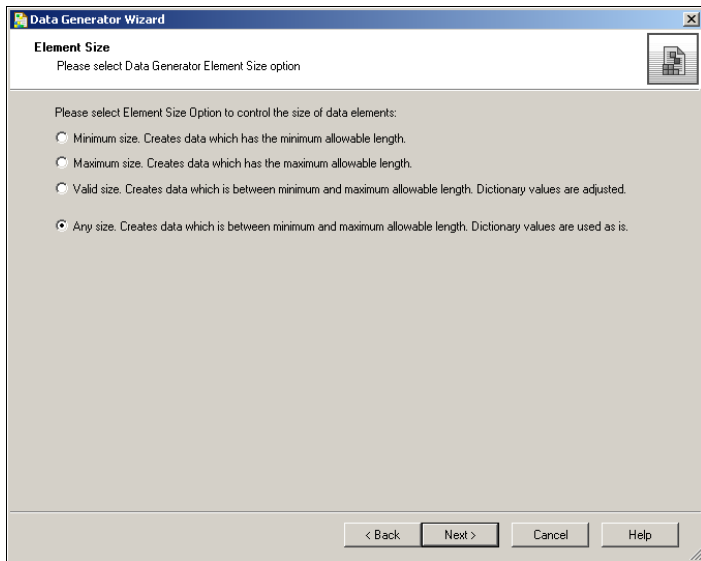 Data Generator Wizard
Element Size
Please select Data Generator Element Size option
Please select Element Size Option to control the size of data elements:
Minimum size. Creates data which has the minimum allowable length.
Maximum size. Creates data which has the maximum allowable length.
Valid size. Creates data which is between minimum and maximum allowable length. Dictionary values are adjusted.
Any size. Creates data which is between minimum and maximum allowable length. Dictionary values are used as is.
< Back Next > Cancel Help